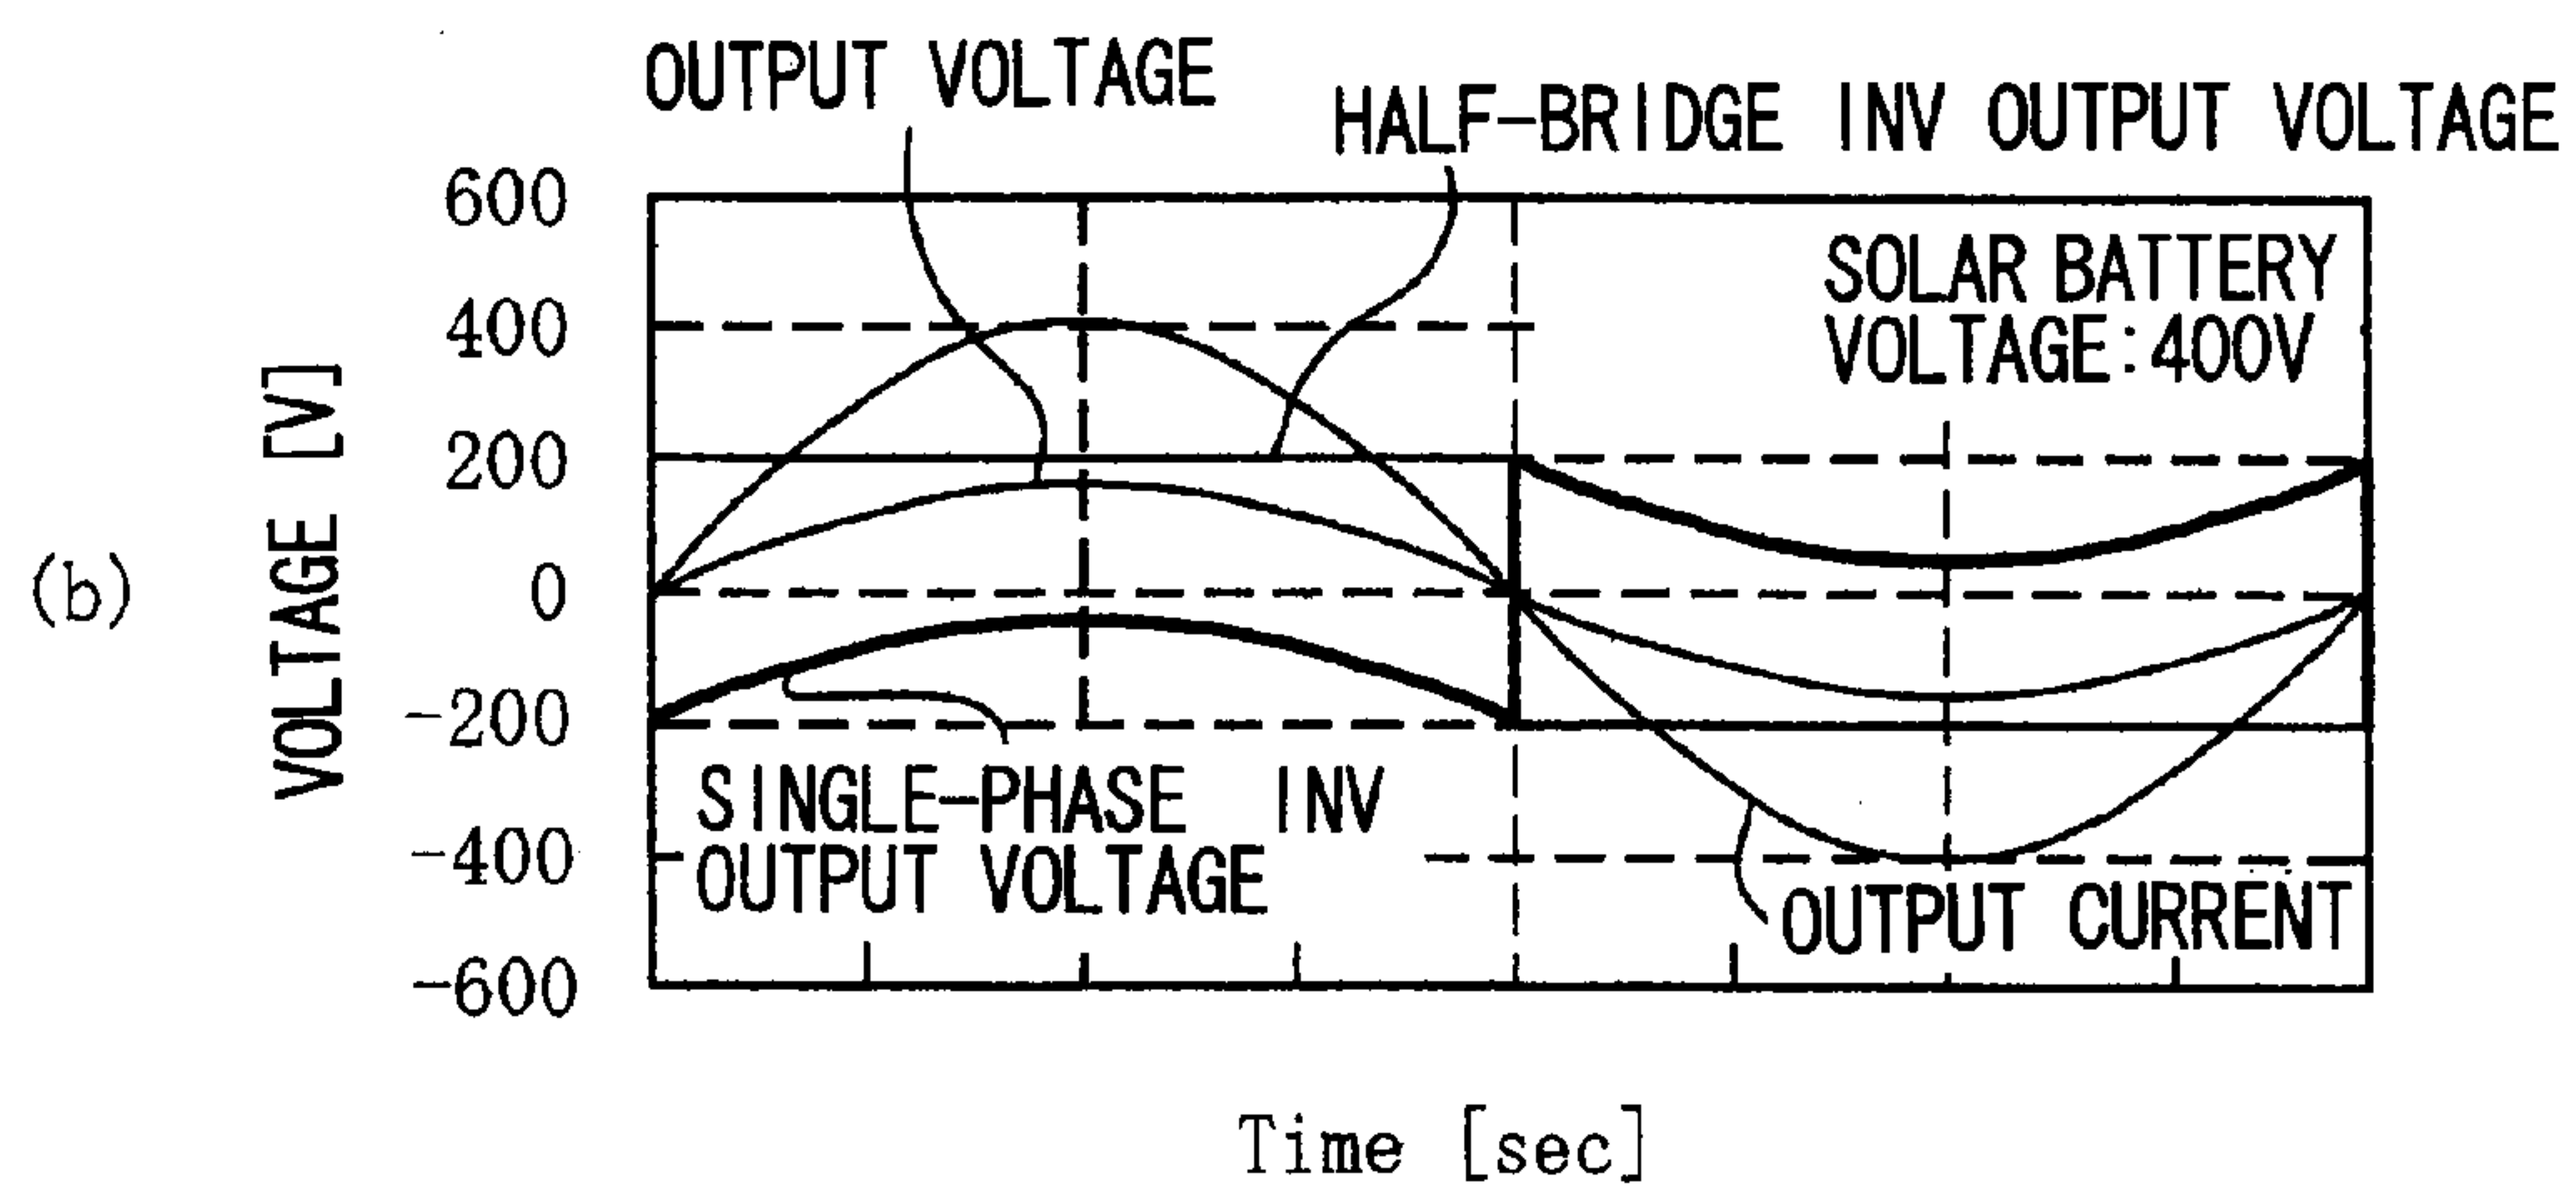 OUTPUT VOLTAGE
HALF-BRIDGE INV OUTPUT VOLTAGE
600
400
200
0
-200
-400
-600
VOLTAGE [V]
(b)
SOLAR BATTERY
VOLTAGE:400V
SINGLE-PHASE INV
OUTPUT VOLTAGE
OUTPUT CURRENT
Time [sec]